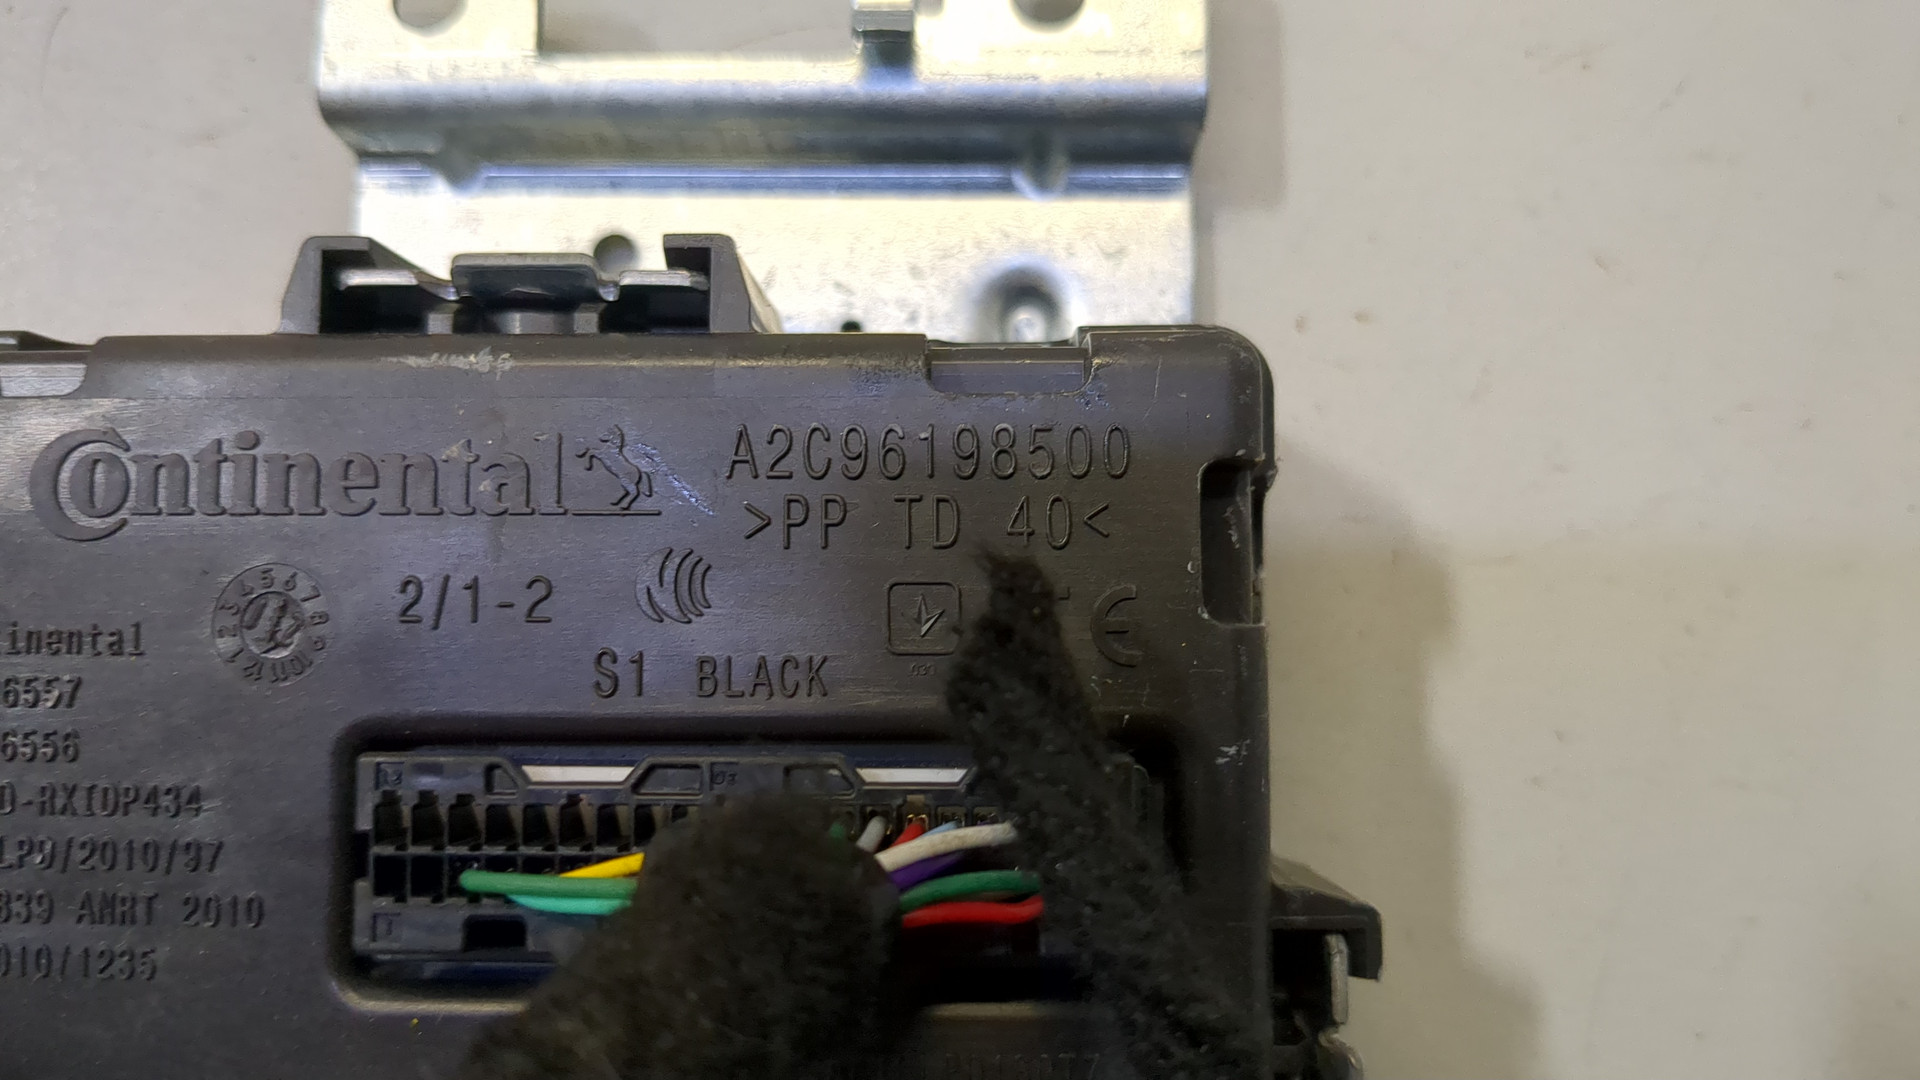 Continental A2C96198500
>PP TD 40<
2/1-2
S1 BLACK
inental
6557
6556
D-RXIDP434
LPD/2010/97
839 ANRT 2010
010/1235